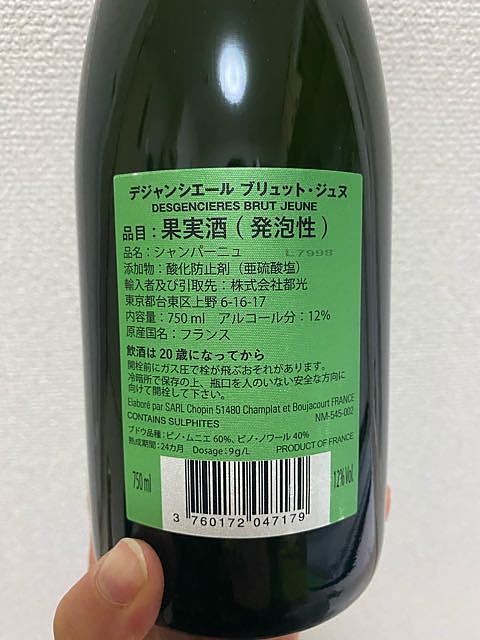 デジャンシエール ブリュット・ジュヌ
DESGENCIERES BRUT JEUNE
品目：果実酒（発泡性）
品名：シャンパーニュ L7998
添加物：酸化防止剤（亜硫酸塩）
輸入者及び引取先：株式会社都光
東京都台東区上野 6-16-17
内容量：750 ml アルコール分：12%
原産国名：フランス
飲酒は 20 歳になってから
開栓前にガス圧で栓が飛ぶおそれがあります。
冷暗所で保存の上、瓶口を人のいない安全な方向に
向けて開栓して下さい。
Elaboré par SARL Chopin 51480 Champlat et Boujacourt FRANCE
CONTAINS SULPHITES NM-545-002
ブドウ品種：ピノ・ムニエ 60%、ピノ・ノワール 40%
熟成期間：24カ月 Dosage：9g/L PRODUCT OF FRANCE
750 ml 12% Vol.
3 760172 047179